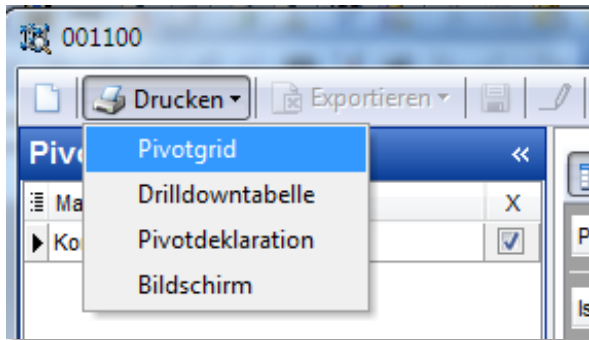 001100
Drucken
Exportieren
Pivotgrid
Drilldowntabelle
X
Pivotdeklaration
Bildschirm